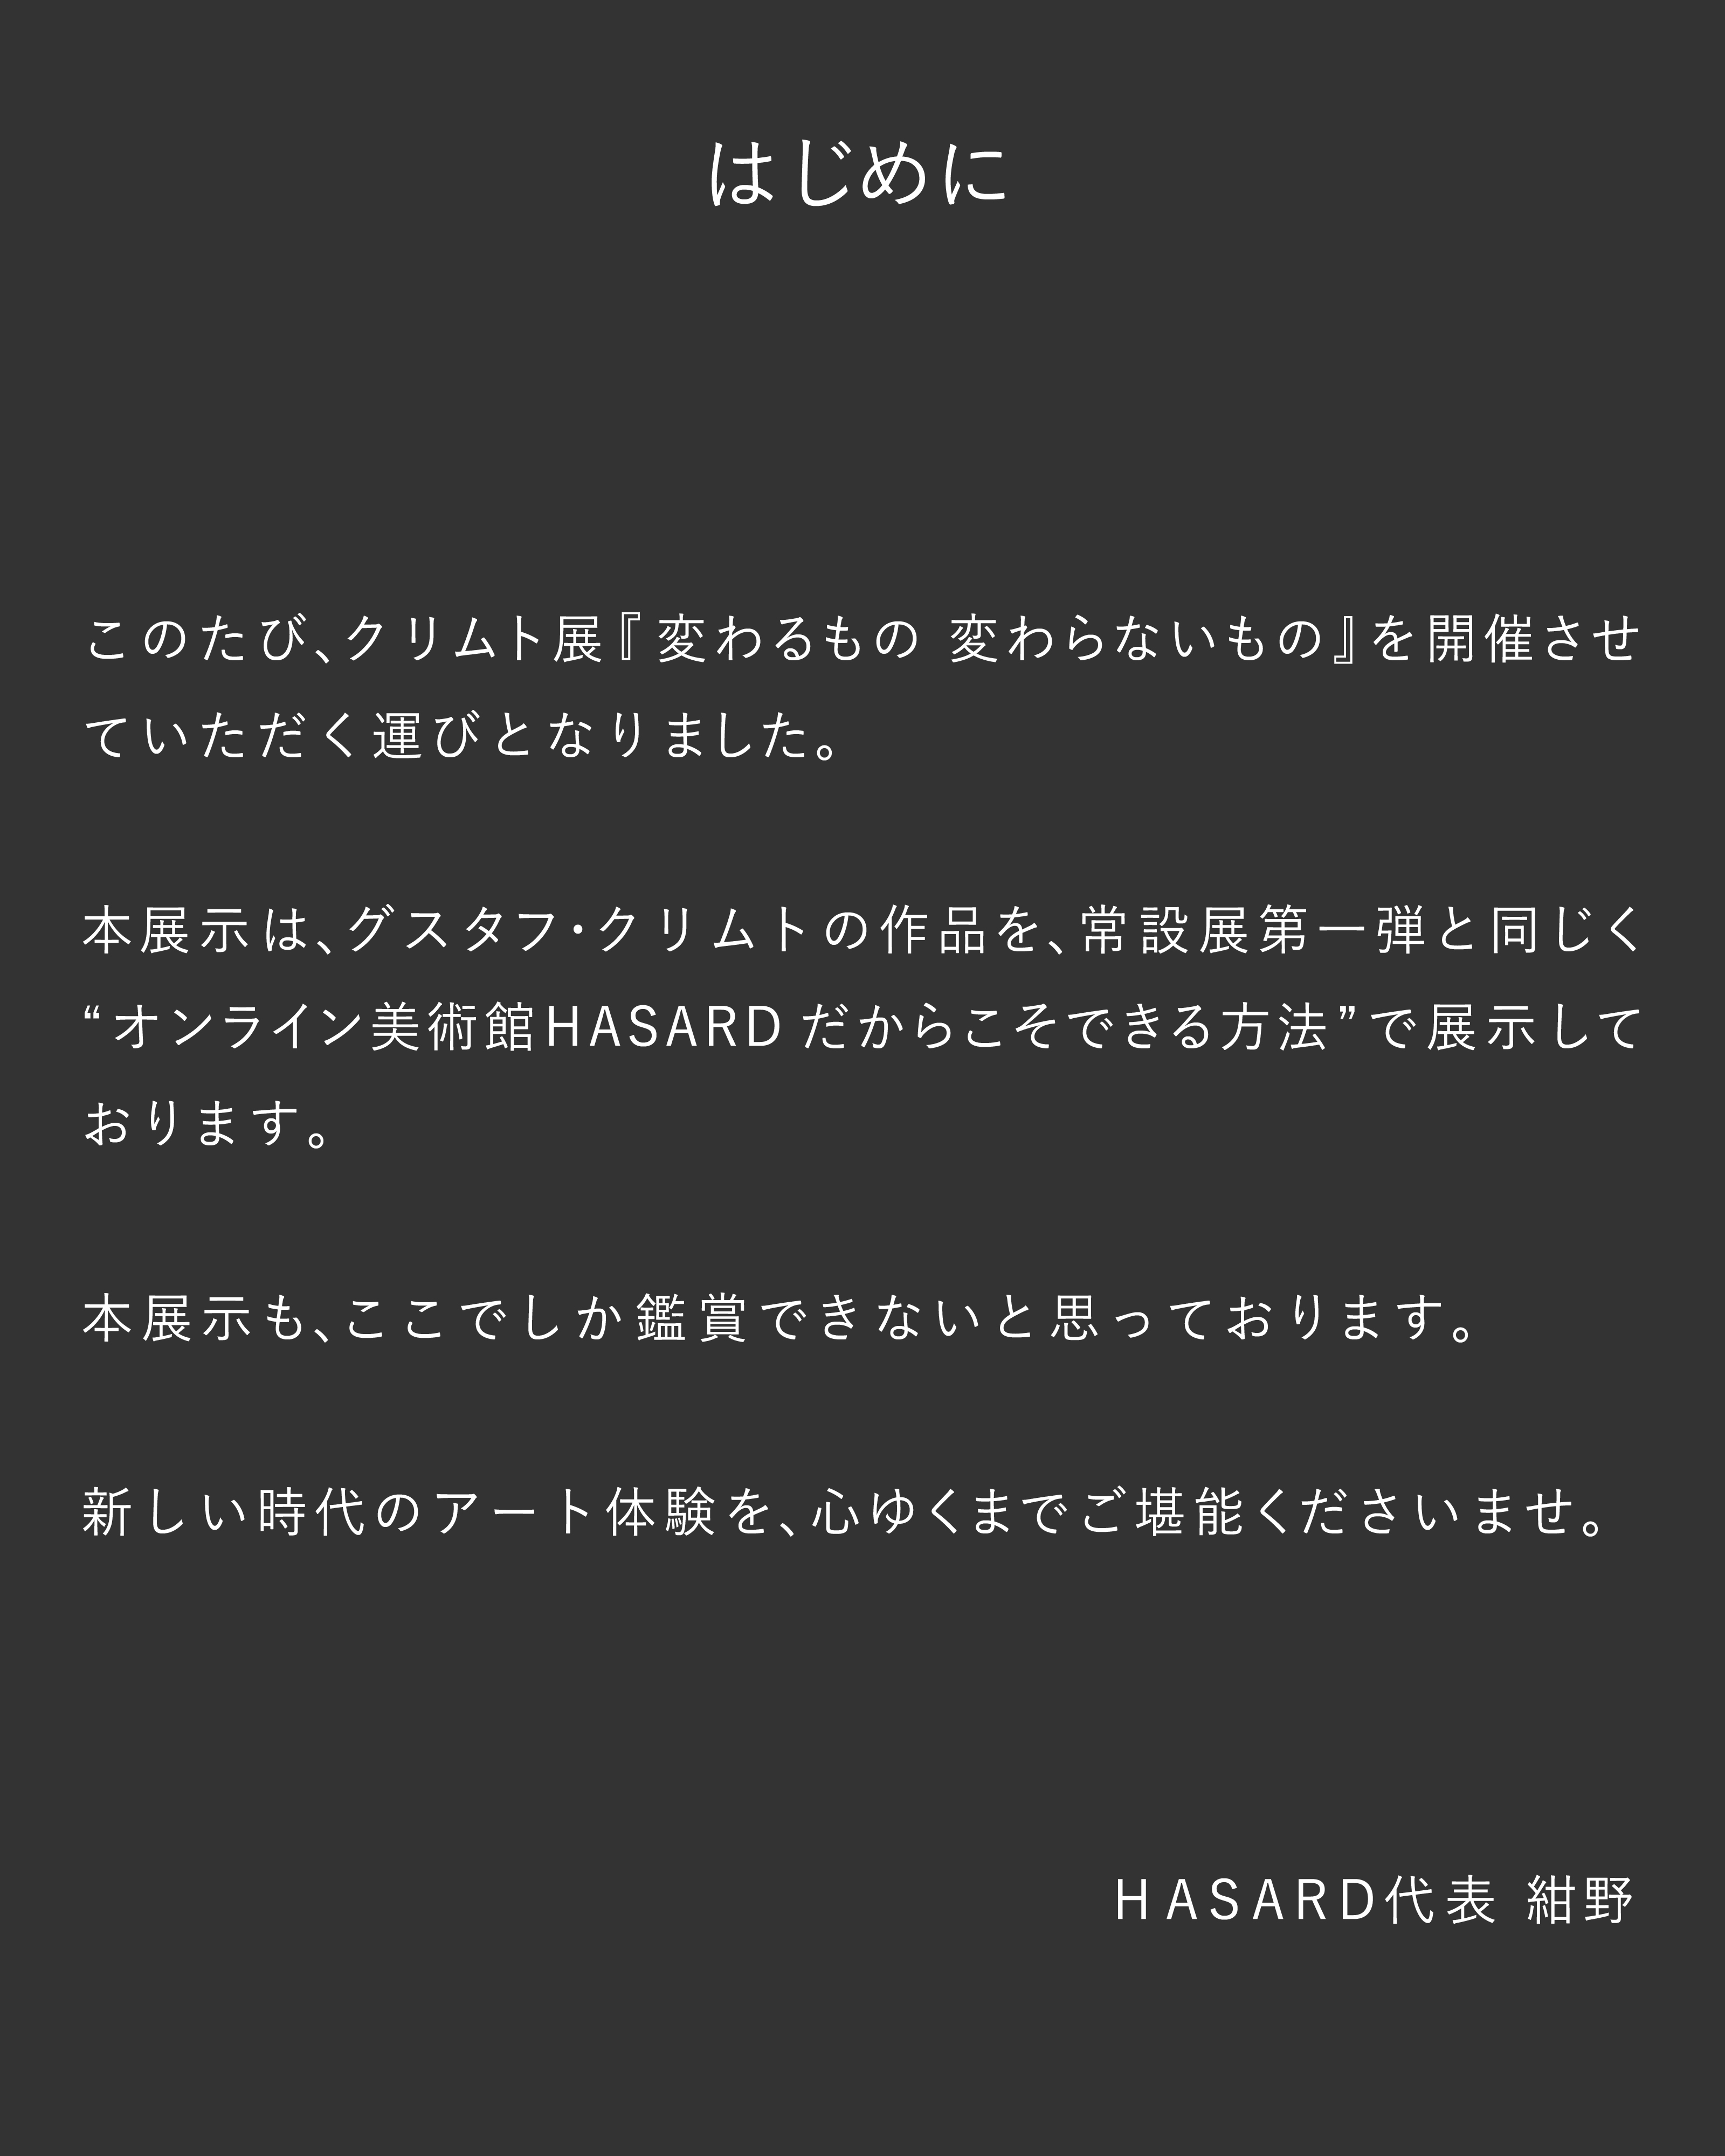 はじめに
このたび、クリムト展『変わるもの 変わらないもの』を開催させ
ていただく運びとなりました。
本展示は、グスタフ・クリムトの作品を、常設展第一弾と同じく
“オンライン美術館HASARDだからこそできる方法”で展示して
おります。
本展示も、ここでしか鑑賞できないと思っております。
新しい時代のアート体験を、心ゆくまでご堪能くださいませ。
HASARD代表 紺野